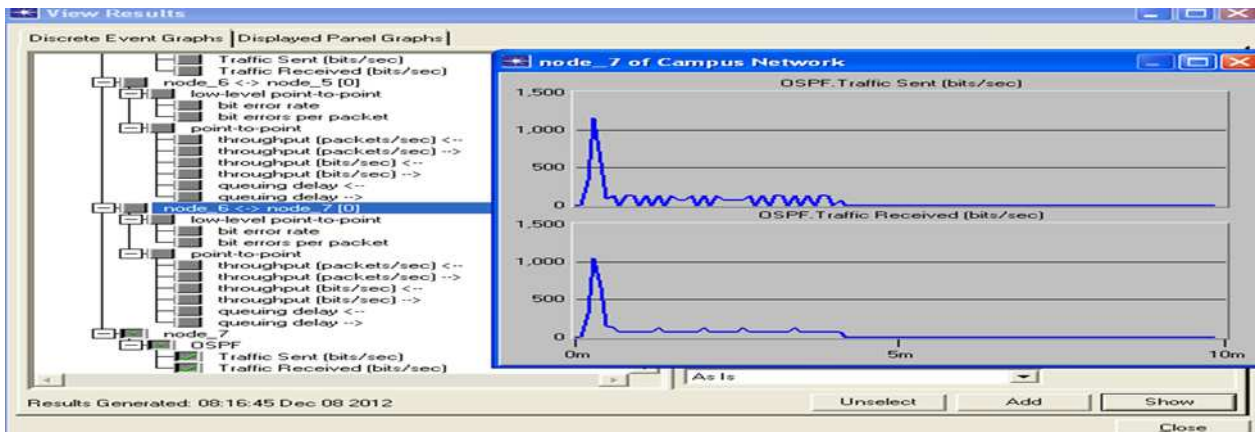 View Results
Discrete Event Graphs
Displayed Panel Graphs
Traffic Sent (bits/sec)
Traffic Received (bits/sec)
node_6 <-> node_5 [0]
low-level point-to-point
bit error rate
bit errors per packet
point-to-point
throughput (packets/sec) <--
throughput (packets/sec) -->
throughput (bits/sec) <--
throughput (bits/sec) -->
queuing delay <--
queuing delay -->
node_6 <-> node_7 [0]
low-level point-to-point
bit error rate
bit errors per packet
point-to-point
throughput (packets/sec) <--
throughput (packets/sec) -->
throughput (bits/sec) <--
throughput (bits/sec) -->
queuing delay <--
queuing delay -->
node_7
OSPF
Traffic Sent (bits/sec)
Traffic Received (bits/sec)
node_7 of Campus Network
OSPF.Traffic Sent (bits/sec)
1,500
1,000
500
0
OSPF.Traffic Received (bits/sec)
1,500
1,000
500
0
0m 5m 10m
As Is
Results Generated: 08:16:45 Dec 08 2012
Unselect Add Show
Close